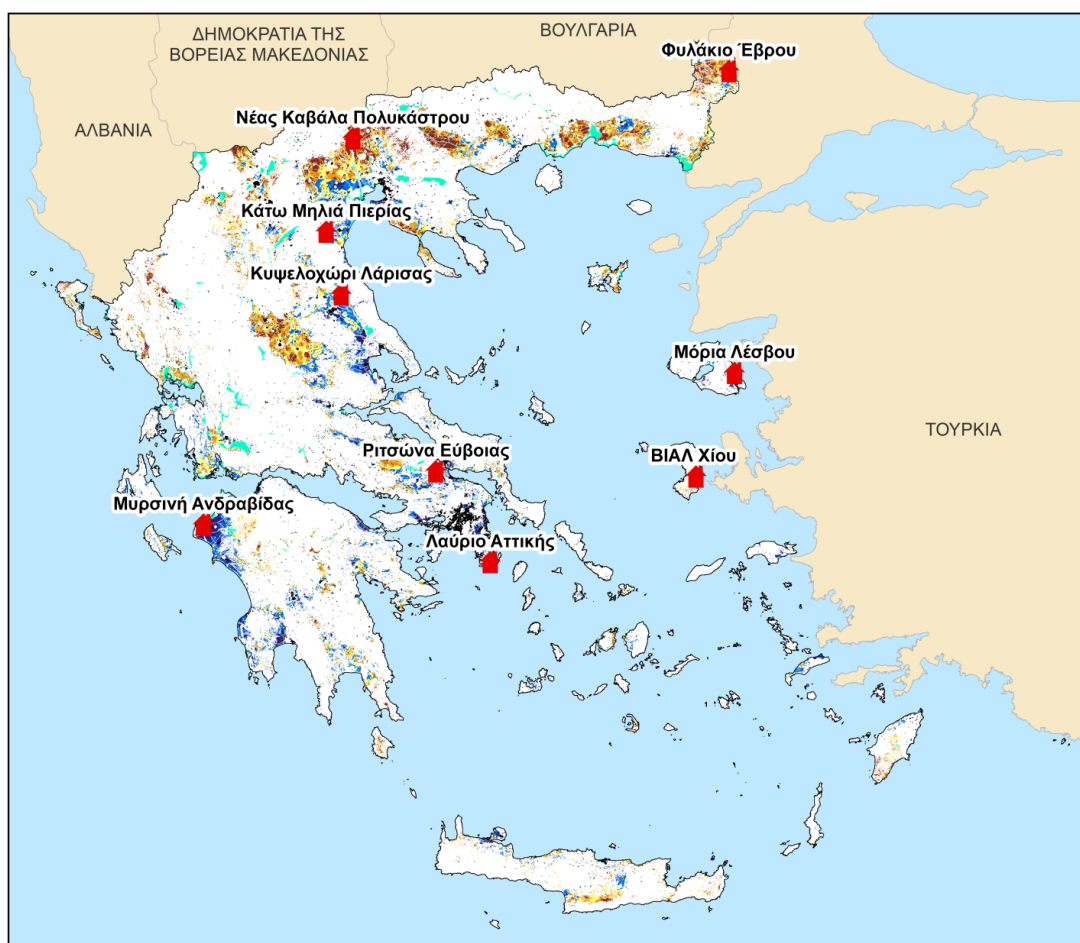 ΔΗΜΟΚΡΑΤΙΑ ΤΗΣ
ΒΟΡΕΙΑΣ ΜΑΚΕΔΟΝΙΑΣ
ΒΟΥΛΓΑΡΙΑ
Φυλάκιο Έβρου
Νέας Καβάλα Πολυκάστρου
ΑΛΒΑΝΙΑ
Κάτω Μηλιά Πιερίας
Κυψελοχώρι Λάρισας
Μόρια Λέσβου
ΤΟΥΡΚΙΑ
Ριτσώνα Εύβοιας
ΒΙΑΛ Χίου
Μυρσινή Ανδραβίδας
Λαύριο Αττικής